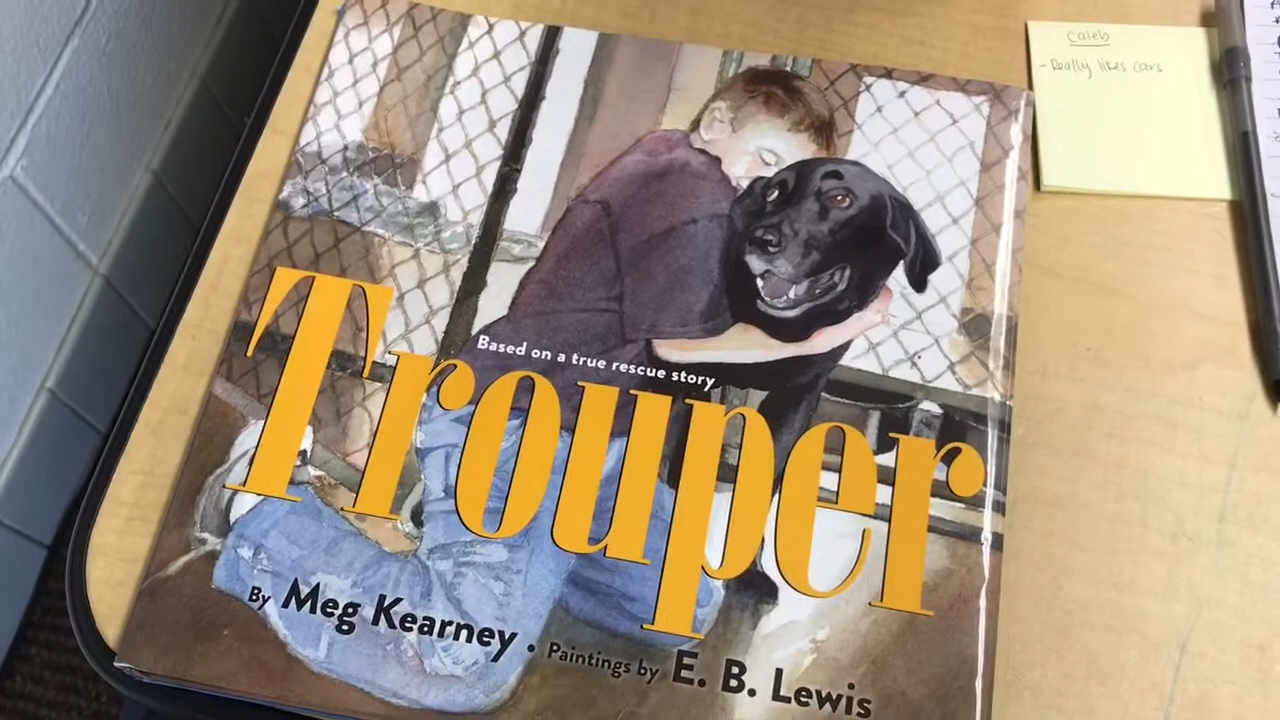 Caleb
- Really likes cars
Based on a true rescue story
Trouper
By Meg Kearney . Paintings by E. B. Lewis